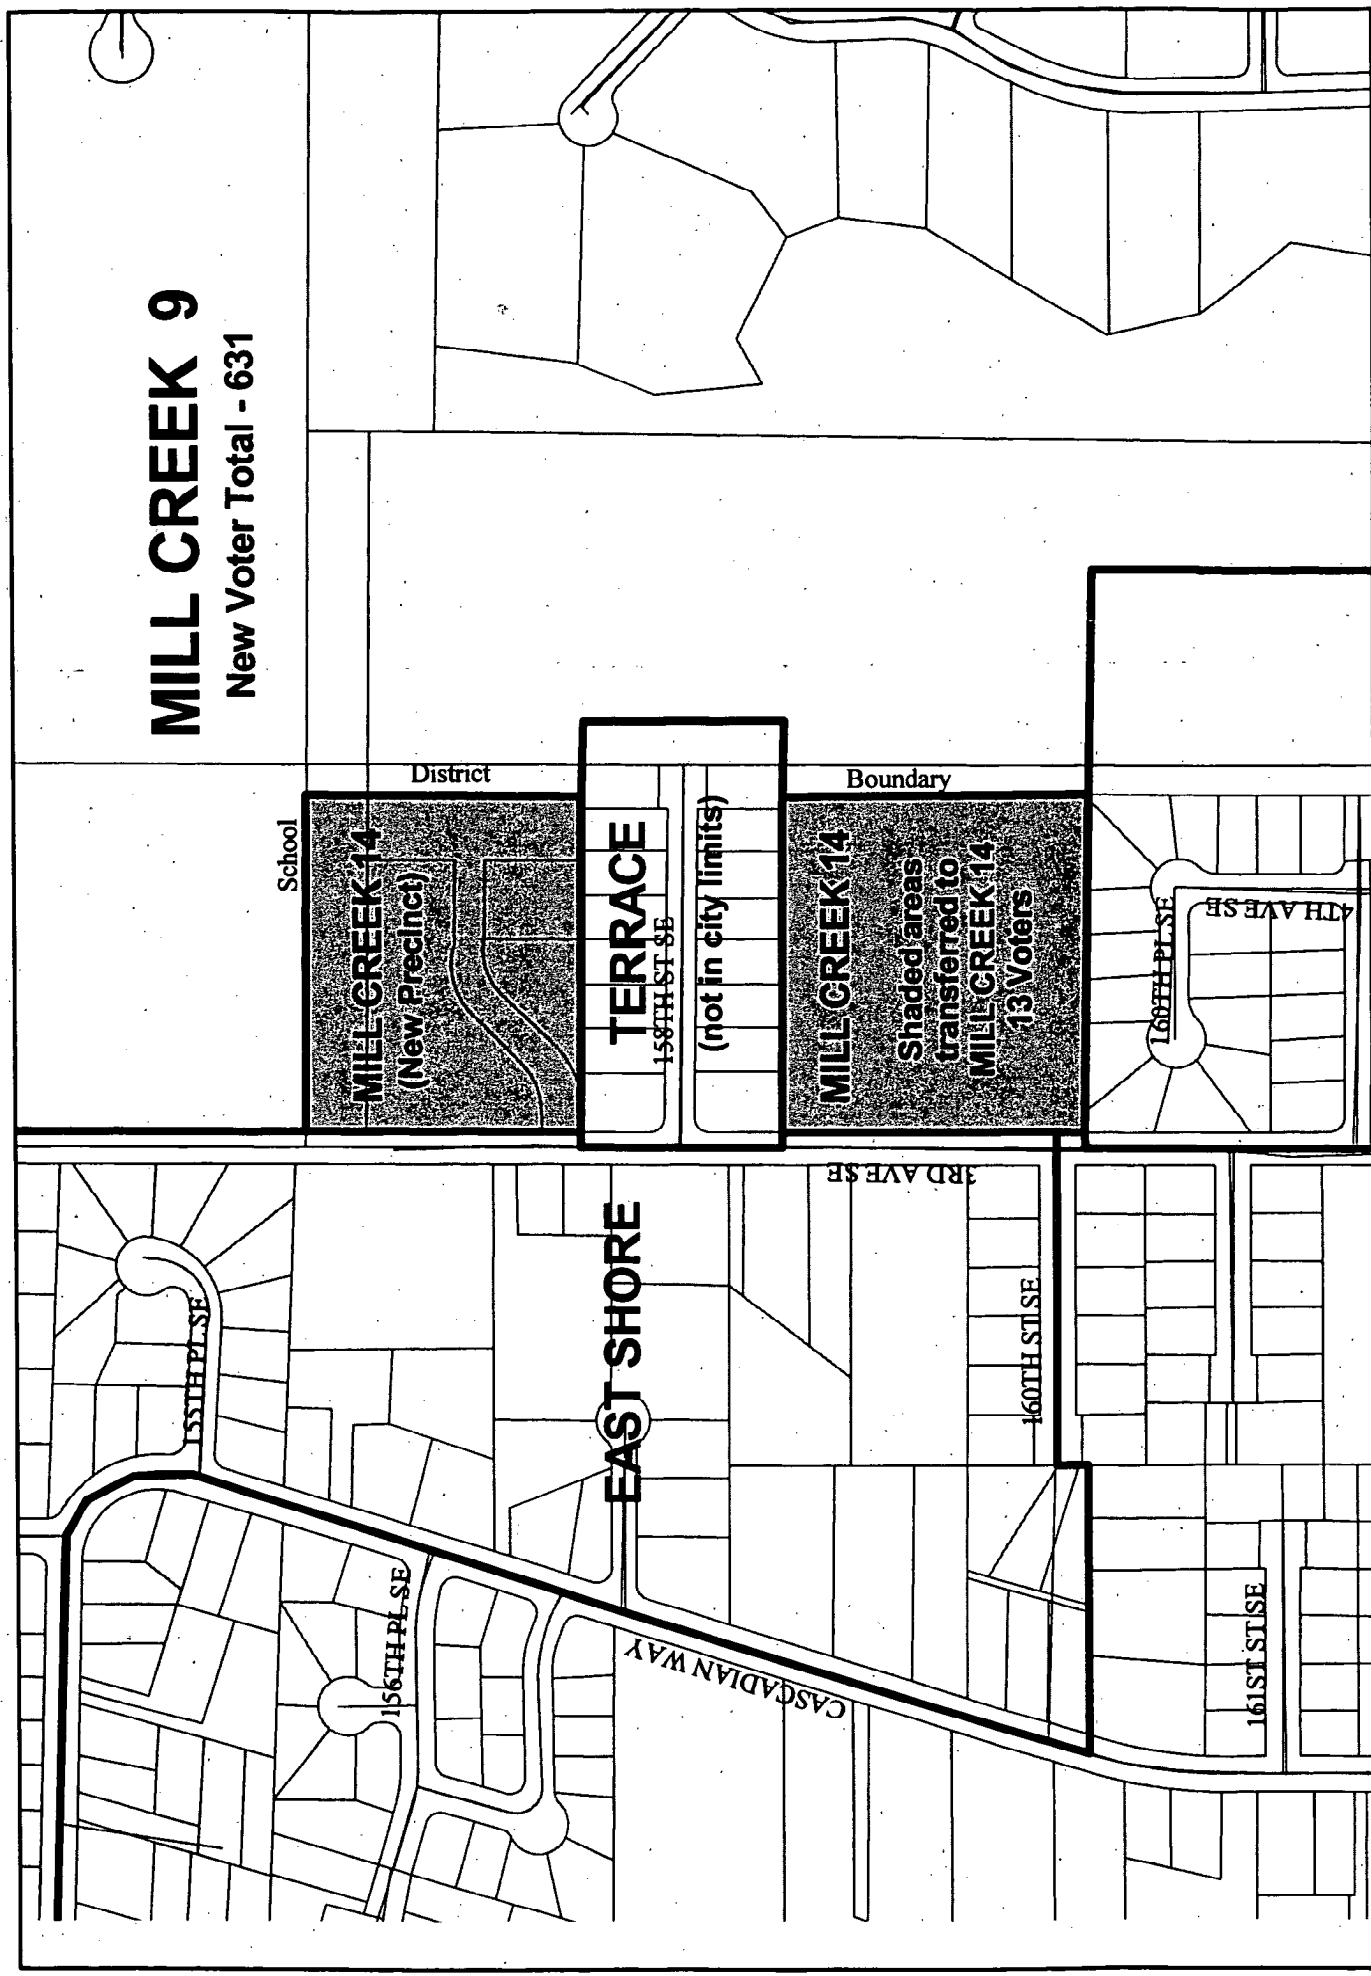 MILL CREEK 9
New Voter Total - 631
School
District
Boundary
MILL CREEK 14
(New Precinct)
TERRACE
158TH ST SE
(not in city limits)
MILL CREEK 14
Shaded areas
transferred to
MILL CREEK 14
13 Voters
160TH PL SE
4TH AVE SE
3RD AVE SE
EAST SHORE
155TH PL SE
160TH ST SE
156TH PL SE
CASCADIAN WAY
161ST ST SE